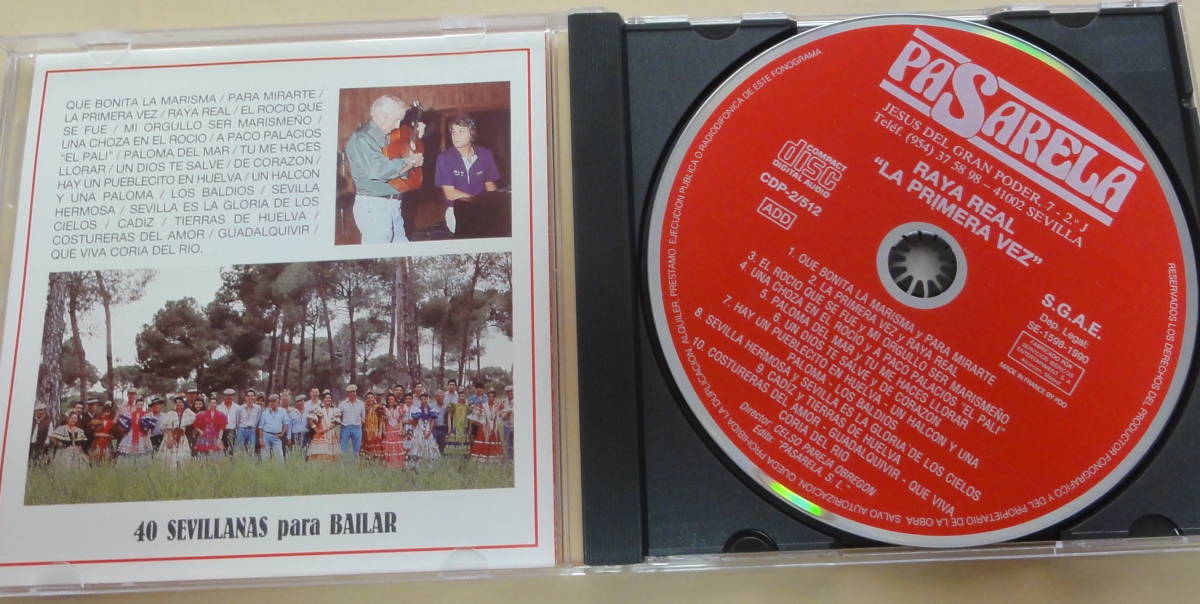 QUE BONITA LA MARISMA / PARA MIRARTE /
LA PRIMERA VEZ / RAYA REAL / EL ROCIO QUE
SE FUE / MI ORGULLO SER MARISMEÑO /
UNA CHOZA EN EL ROCIO / A PACO PALACIOS
"EL PALI" / PALOMA DEL MAR / TU ME HACES
LLORAR / UN DIOS TE SALVE / DE CORAZON /
HAY UN PUEBLECITO EN HUELVA / UN HALCON
Y UNA PALOMA / LOS BALDIOS / SEVILLA
HERMOSA / SEVILLA ES LA GLORIA DE LOS
CIELOS / CADIZ / TIERRAS DE HUELVA /
COSTURERAS DEL AMOR / GUADALQUIVIR /
QUE VIVA CORIA DEL RIO.
40 SEVILLANAS para BAILAR
PASARELA
JESUS DEL GRAN PODER, 7 - 2.º J
Teléf. (954) 37 58 98 - 41002 SEVILLA
RAYA REAL
"LA PRIMERA VEZ"
COMPACT
disc
DIGITAL AUDIO
CDP-2/512
ADD
S.G.A.E.
Dep. Legal:
SE-1598-1990
MADE IN FRANCE BY PDO
1. QUE BONITA LA MARISMA Y PARA MIRARTE
2. LA PRIMERA VEZ Y RAYA REAL
3. EL ROCIO QUE SE FUE Y MI ORGULLO SER MARISMEÑO
4. UNA CHOZA EN EL ROCIO Y A PACO PALACIOS "EL PALI"
5. PALOMA DEL MAR Y TU ME HACES LLORAR
6. UN DIOS TE SALVE Y DE CORAZON
7. HAY UN PUEBLECITO EN HUELVA - UN HALCON Y UNA
PALOMA - LOS BALDIOS
8. SEVILLA HERMOSA Y SEVILLA ES LA GLORIA DE LOS CIELOS
9. CADIZ Y TIERRAS DE HUELVA
10. COSTURERAS DEL AMOR - GUADALQUIVIR - QUE VIVA
CORIA DEL RIO
Director: CELSO PAREJA OBREGON
Edita: "PASARELA, S. L."
RESERVADOS LOS DERECHOS DEL PRODUCTOR FONOGRAFICO Y DEL PROPIETARIO DE LA OBRA. SALVO AUTORIZACION, QUEDA PROHIBIDA LA DUPLICACION, ALQUILER, PRESTAMO, EJECUCION PUBLICA O RADIODIFONICA DE ESTE FONOGRAMA